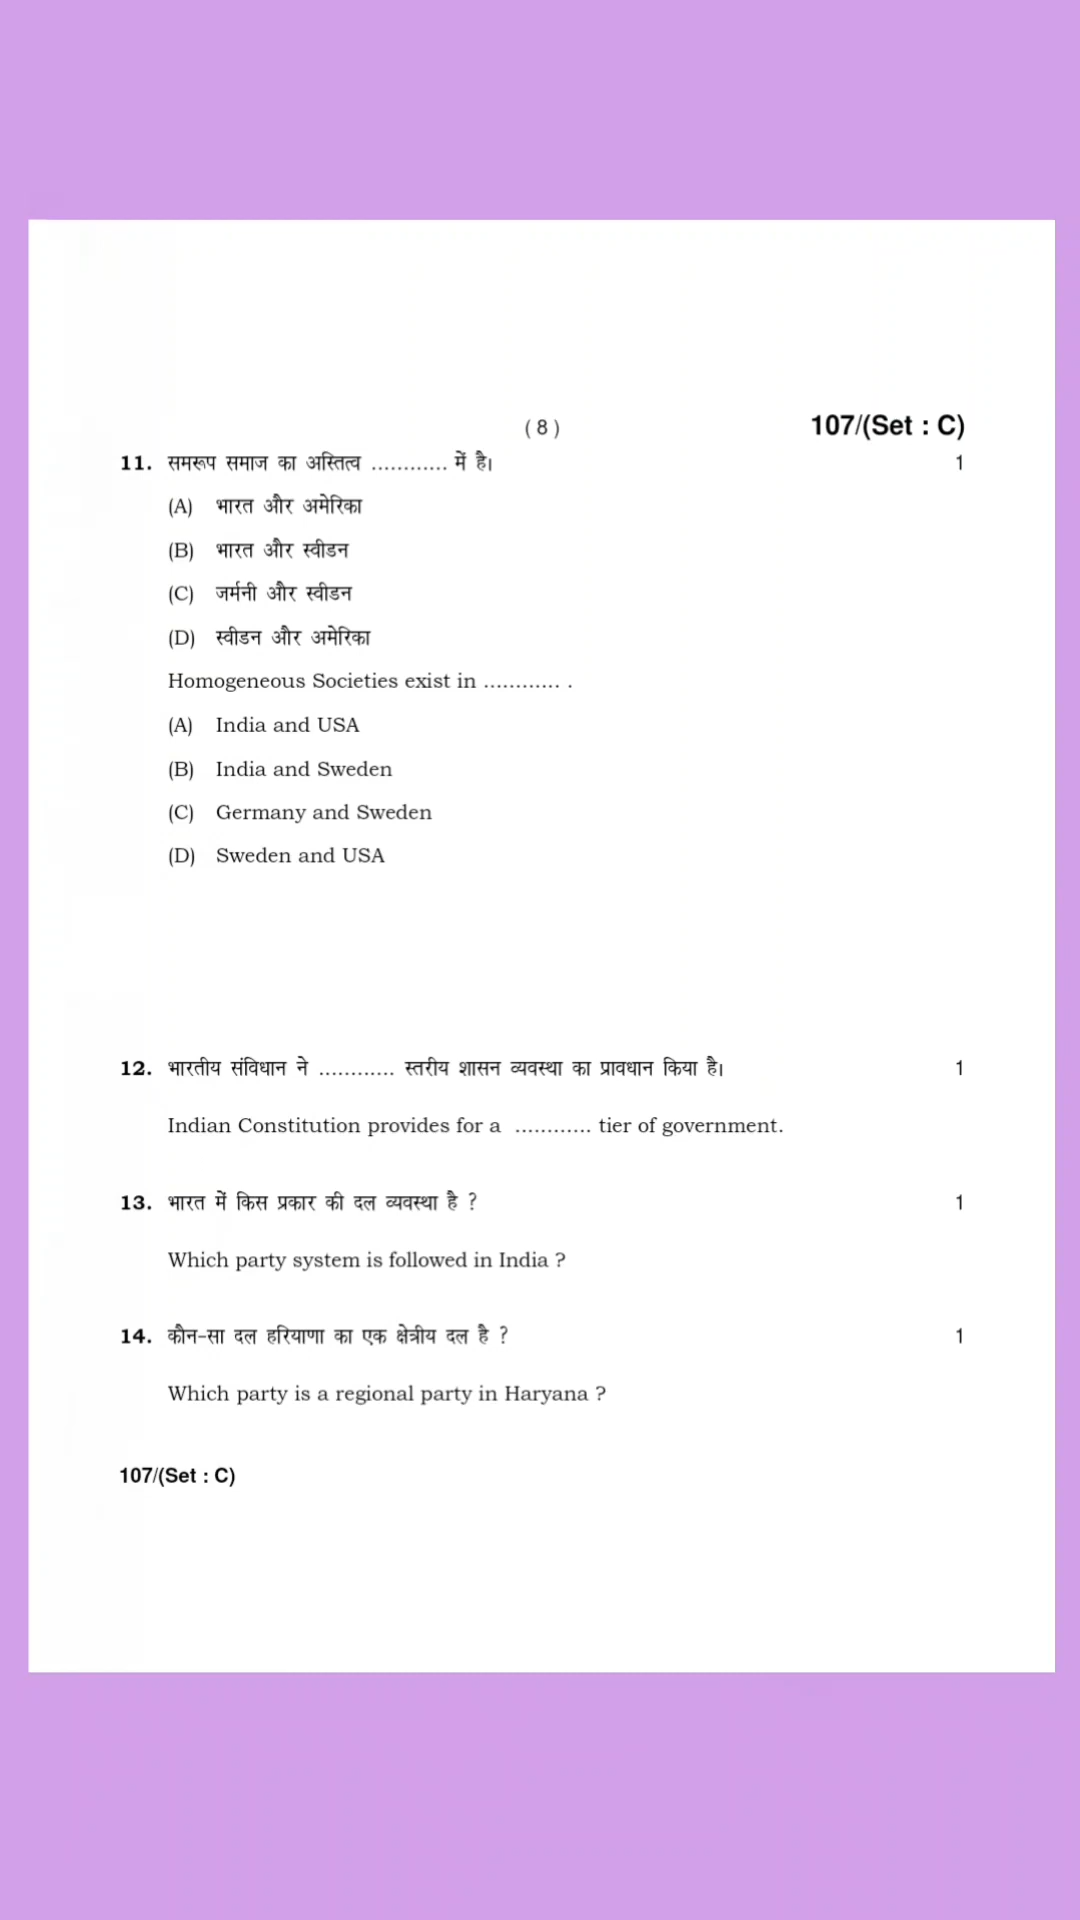 ( 8 )
107/(Set : C)
11. समरूप समाज का अस्तित्व ............ में है। 1
(A) भारत और अमेरिका
(B) भारत और स्वीडन
(C) जर्मनी और स्वीडन
(D) स्वीडन और अमेरिका
Homogeneous Societies exist in ............ .
(A) India and USA
(B) India and Sweden
(C) Germany and Sweden
(D) Sweden and USA
12. भारतीय संविधान ने ............ स्तरीय शासन व्यवस्था का प्रावधान किया है। 1
Indian Constitution provides for a ............ tier of government.
13. भारत में किस प्रकार की दल व्यवस्था है ? 1
Which party system is followed in India ?
14. कौन-सा दल हरियाणा का एक क्षेत्रीय दल है ? 1
Which party is a regional party in Haryana ?
107/(Set : C)